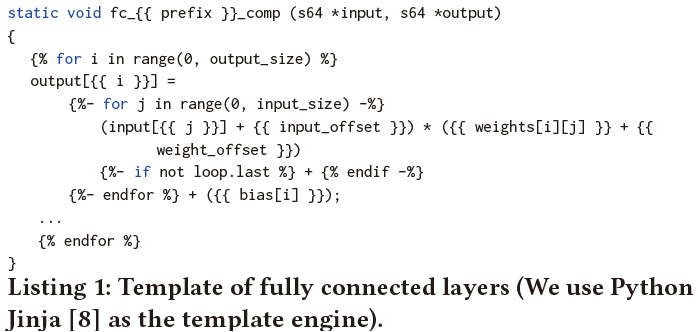 static void fc_{{ prefix }}_comp (s64 *input, s64 *output)
{
{% for i in range(0, output_size) %}
output[{{ i }}] =
{%- for j in range(0, input_size) -%}
(input[{{ j }}] + {{ input_offset }}) * ({{ weights[i][j] }} + {{
weight_offset }})
{%- if not loop.last %} + {% endif -%}
{%- endfor %} + ({{ bias[i] }});
...
{% endfor %}
}
Listing 1: Template of fully connected layers (We use Python
Jinja [8] as the template engine).